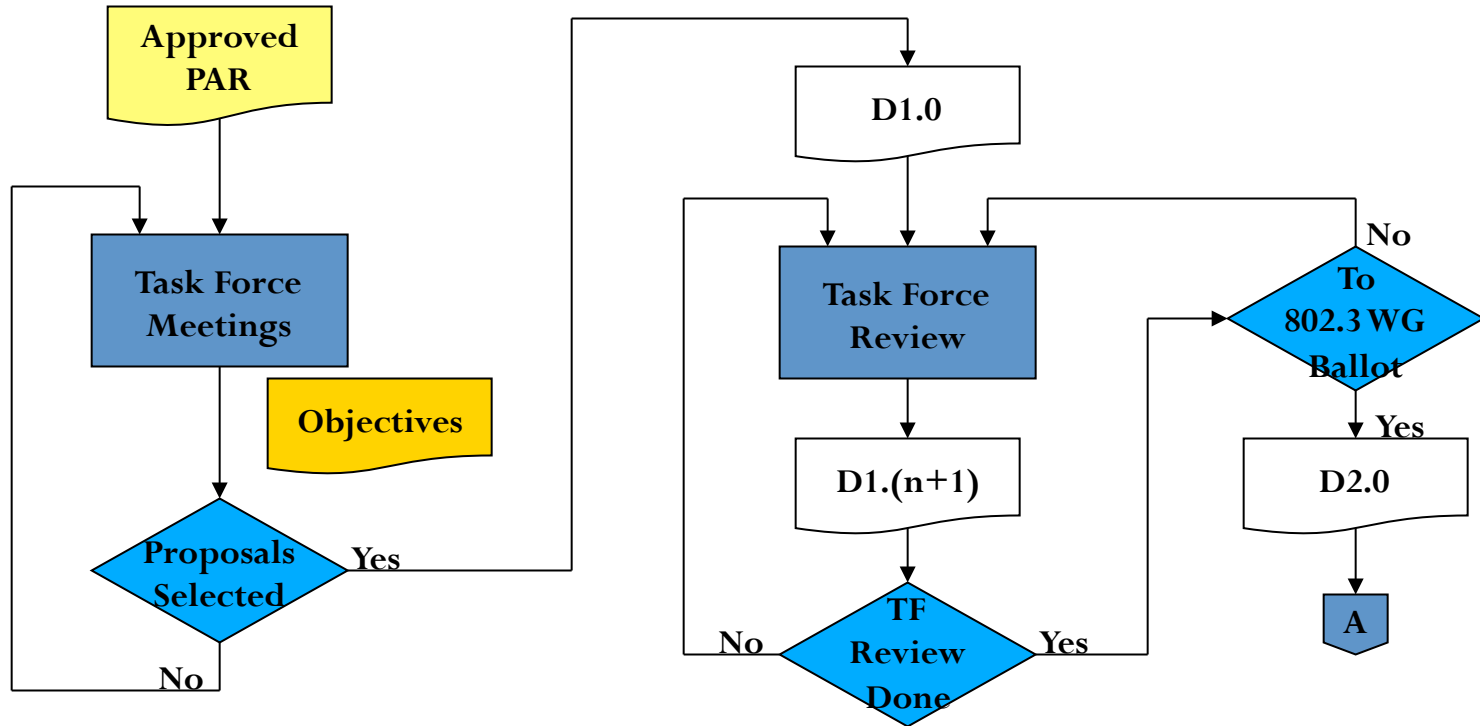 Approved
PAR
Task Force
Meetings
Objectives
Proposals
Selected
Yes
No
D1.0
Task Force
Review
D1.(n+1)
TF
Review
Done
No
Yes
To
802.3 WG
Ballot
No
Yes
D2.0
A